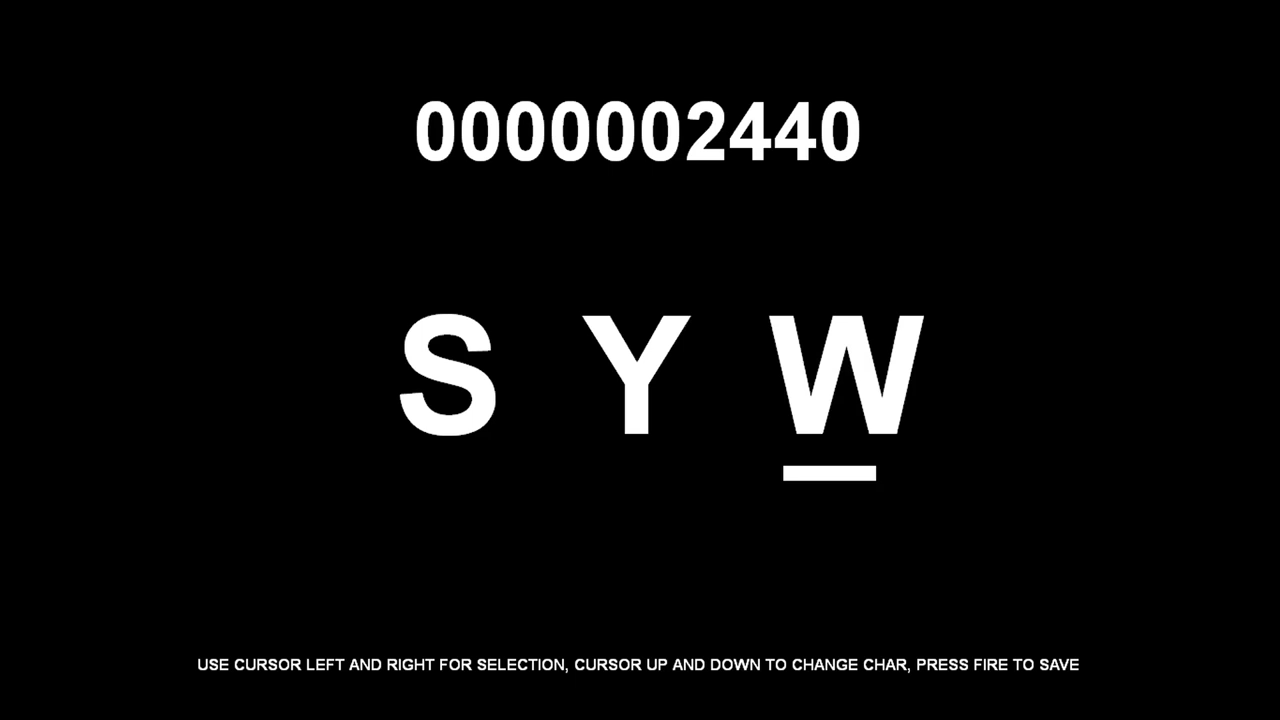 0000002440
S Y W
USE CURSOR LEFT AND RIGHT FOR SELECTION, CURSOR UP AND DOWN TO CHANGE CHAR, PRESS FIRE TO SAVE